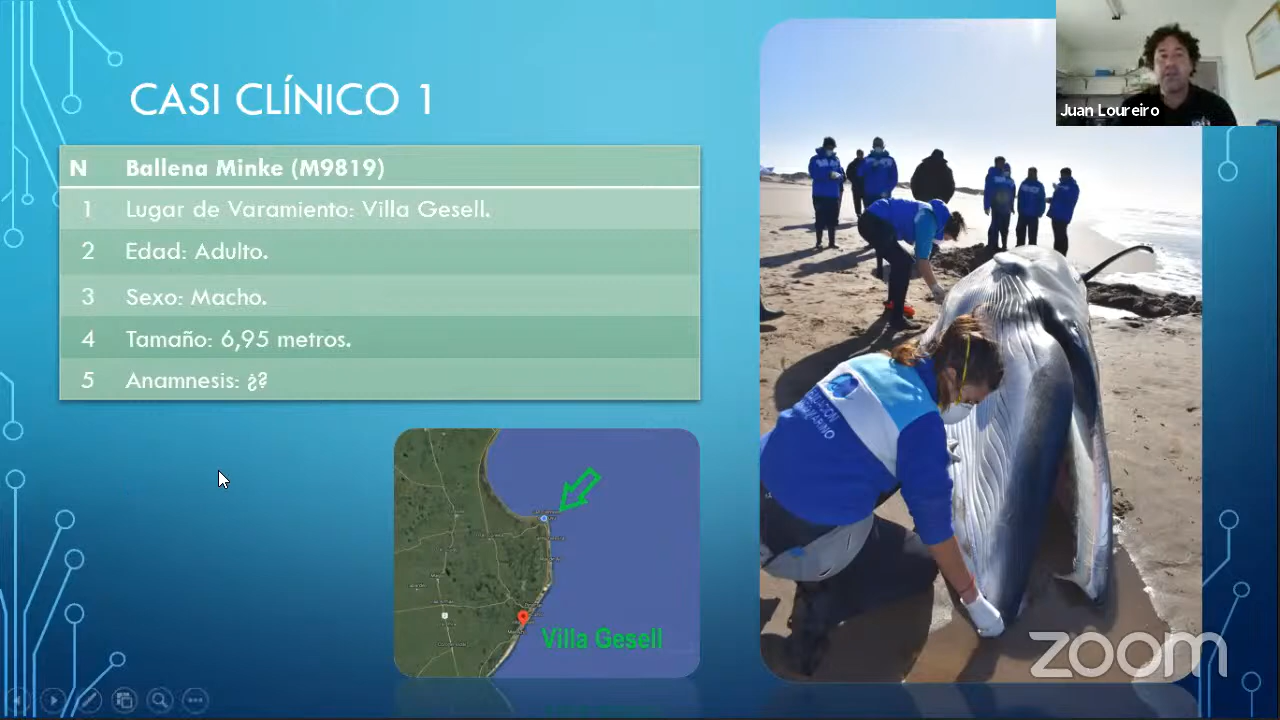 CASI CLÍNICO 1
N Ballena Minke (M9819)
1 Lugar de Varamiento: Villa Gesell.
2 Edad: Adulto.
3 Sexo: Macho.
4 Tamaño: 6,95 metros.
5 Anamnesis: ¿?
Villa Gesell
Juan Loureiro
zoom